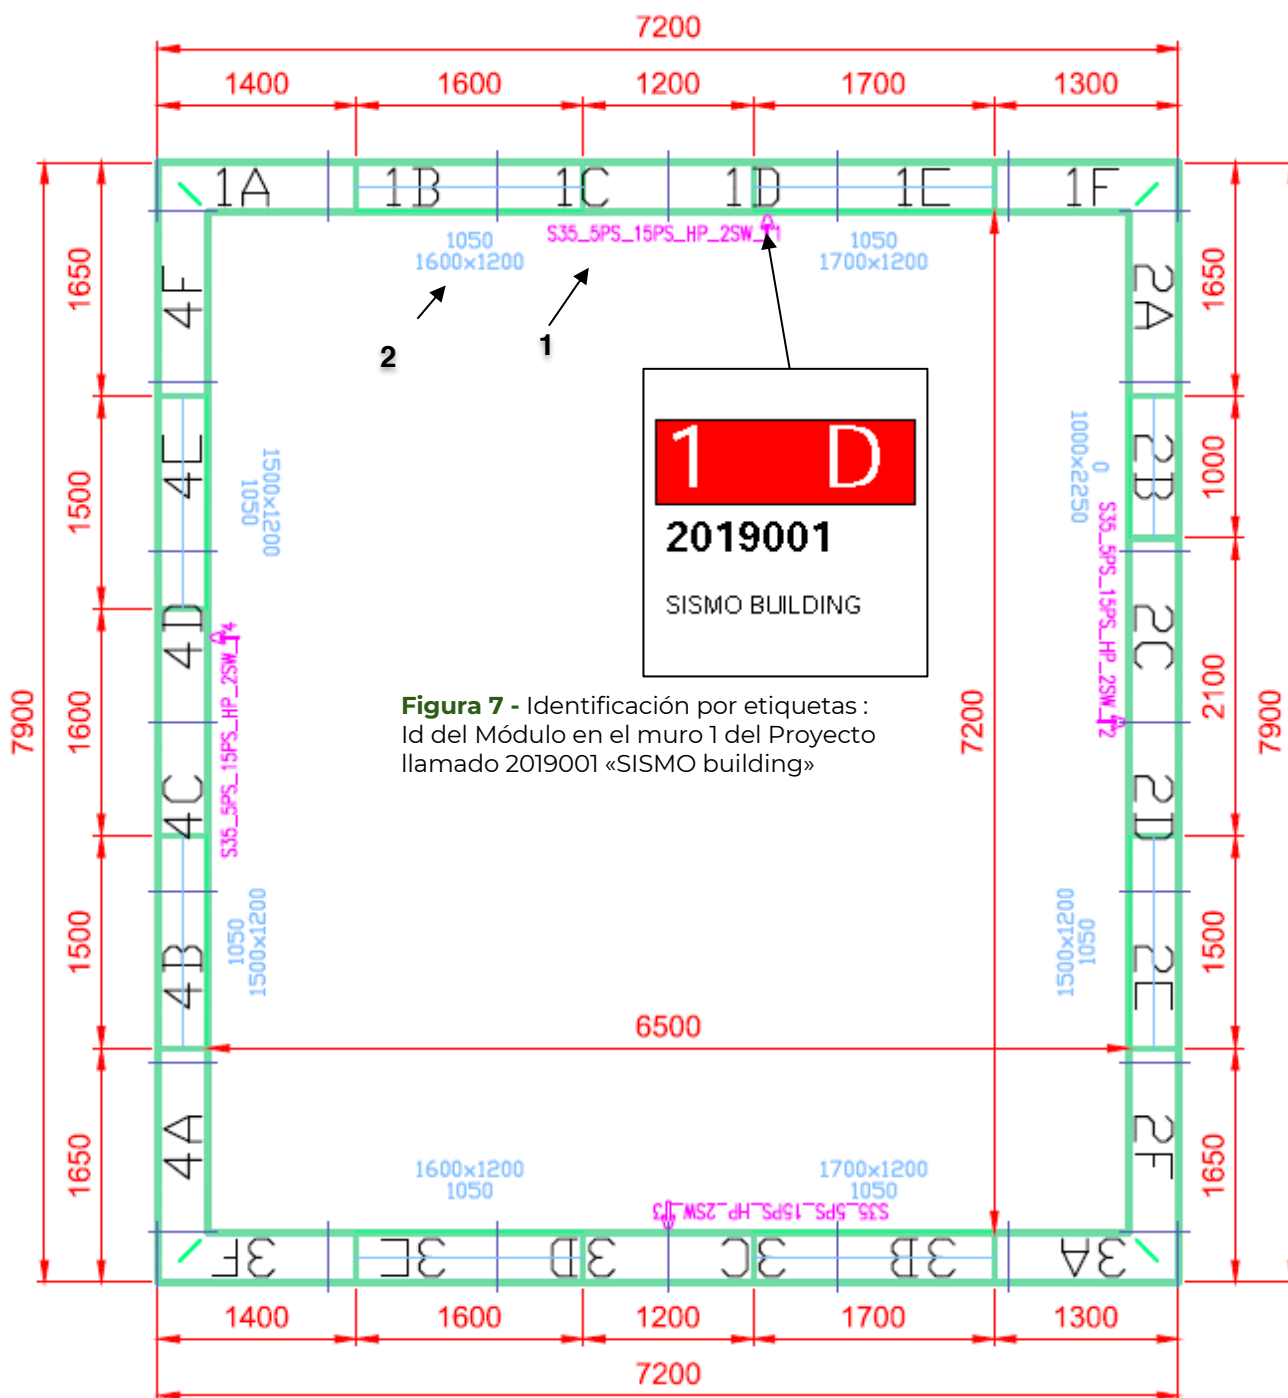 7200
1400 1600 1200 1700 1300
1A 1B 1C 1D 1E 1F
S35_5PS_15PS_HP_2SW_T1
1050
1600x1200
1050
1700x1200
2
1
1650
1500
1600
1500
1650
7900
4F
4E
4D
4C
4B
4A
1500x1200
1050
S35_5PS_15PS_HP_2SW_T4
1050
1500x1200
1 D
2019001
SISMO BUILDING
Figura 7 - Identificación por etiquetas :
Id del Módulo en el muro 1 del Proyecto
llamado 2019001 «SISMO building»
7200
6500
2A
2B
2C
2D
2E
2F
0
1000x2250
S35_5PS_15PS_HP_2SW_T2
1500x1200
1050
1650
1000
2100
1500
1650
7900
1600x1200
1050
1700x1200
1050
S35_5PS_15PS_HP_2SW_T3
3F 3E 3D 3C 3B 3A
1400 1600 1200 1700 1300
7200